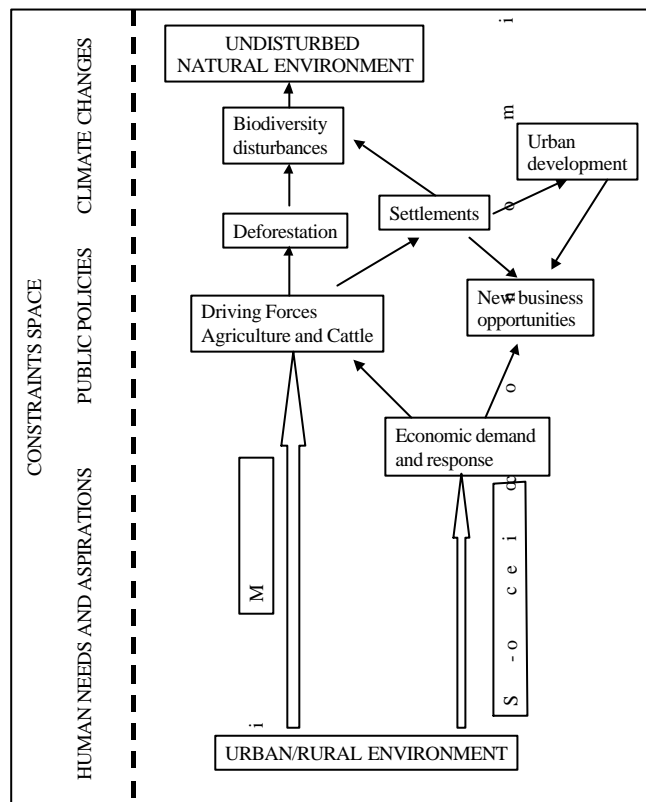 UNDISTURBED
NATURAL ENVIRONMENT
Biodiversity
disturbances
Urban
development
Settlements
Deforestation
Driving Forces
Agriculture and Cattle
New business
opportunities
Economic demand
and response
M
i
URBAN/RURAL ENVIRONMENT
CONSTRAINTS SPACE
CLIMATE CHANGES
PUBLIC POLICIES
HUMAN NEEDS AND ASPIRATIONS